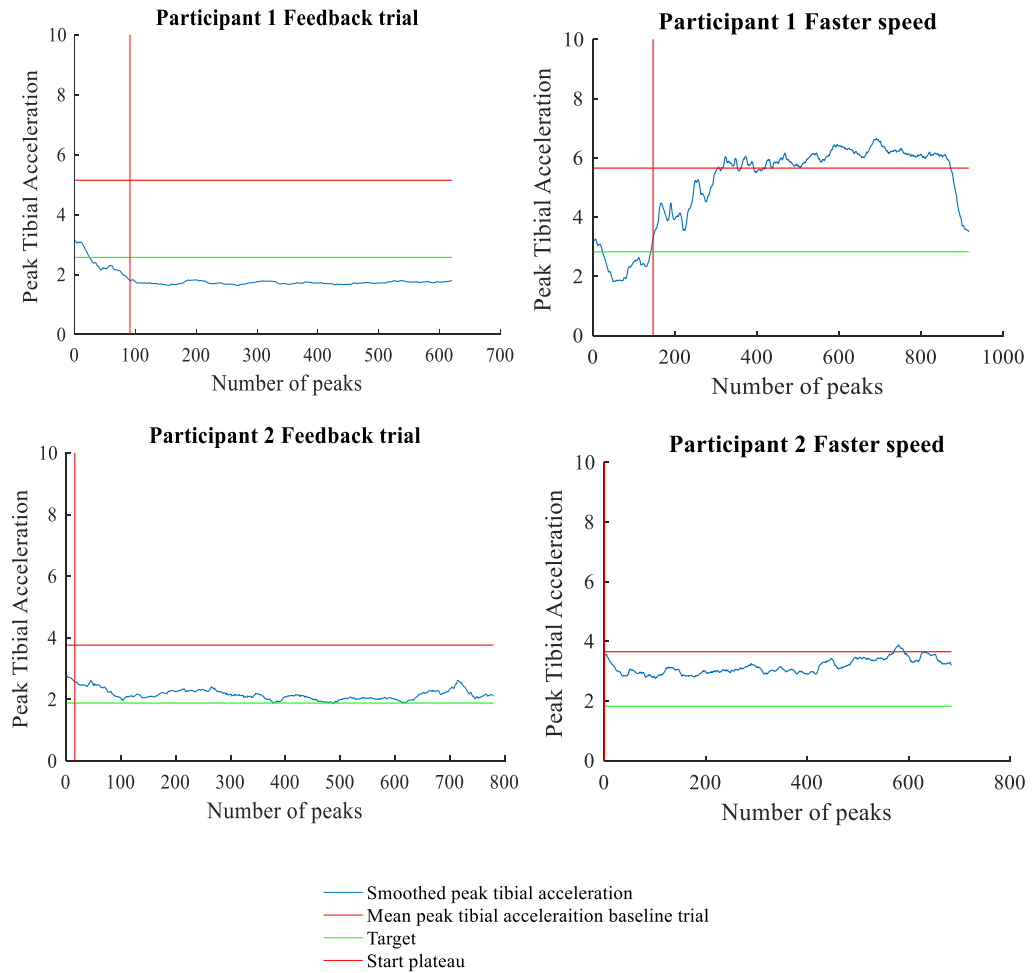 Participant 1 Feedback trial
10
8
6
4
2
0
Peak Tibial Acceleration
0 100 200 300 400 500 600 700
Number of peaks
Participant 1 Faster speed
10
8
6
4
2
0
Peak Tibial Acceleration
0 200 400 600 800 1000
Number of peaks
Participant 2 Feedback trial
10
8
6
4
2
0
Peak Tibial Acceleration
0 100 200 300 400 500 600 700 800
Number of peaks
Participant 2 Faster speed
10
8
6
4
2
0
Peak Tibial Acceleration
0 200 400 600 800
Number of peaks
Smoothed peak tibial acceleration
Mean peak tibial acceleraition baseline trial
Target
Start plateau